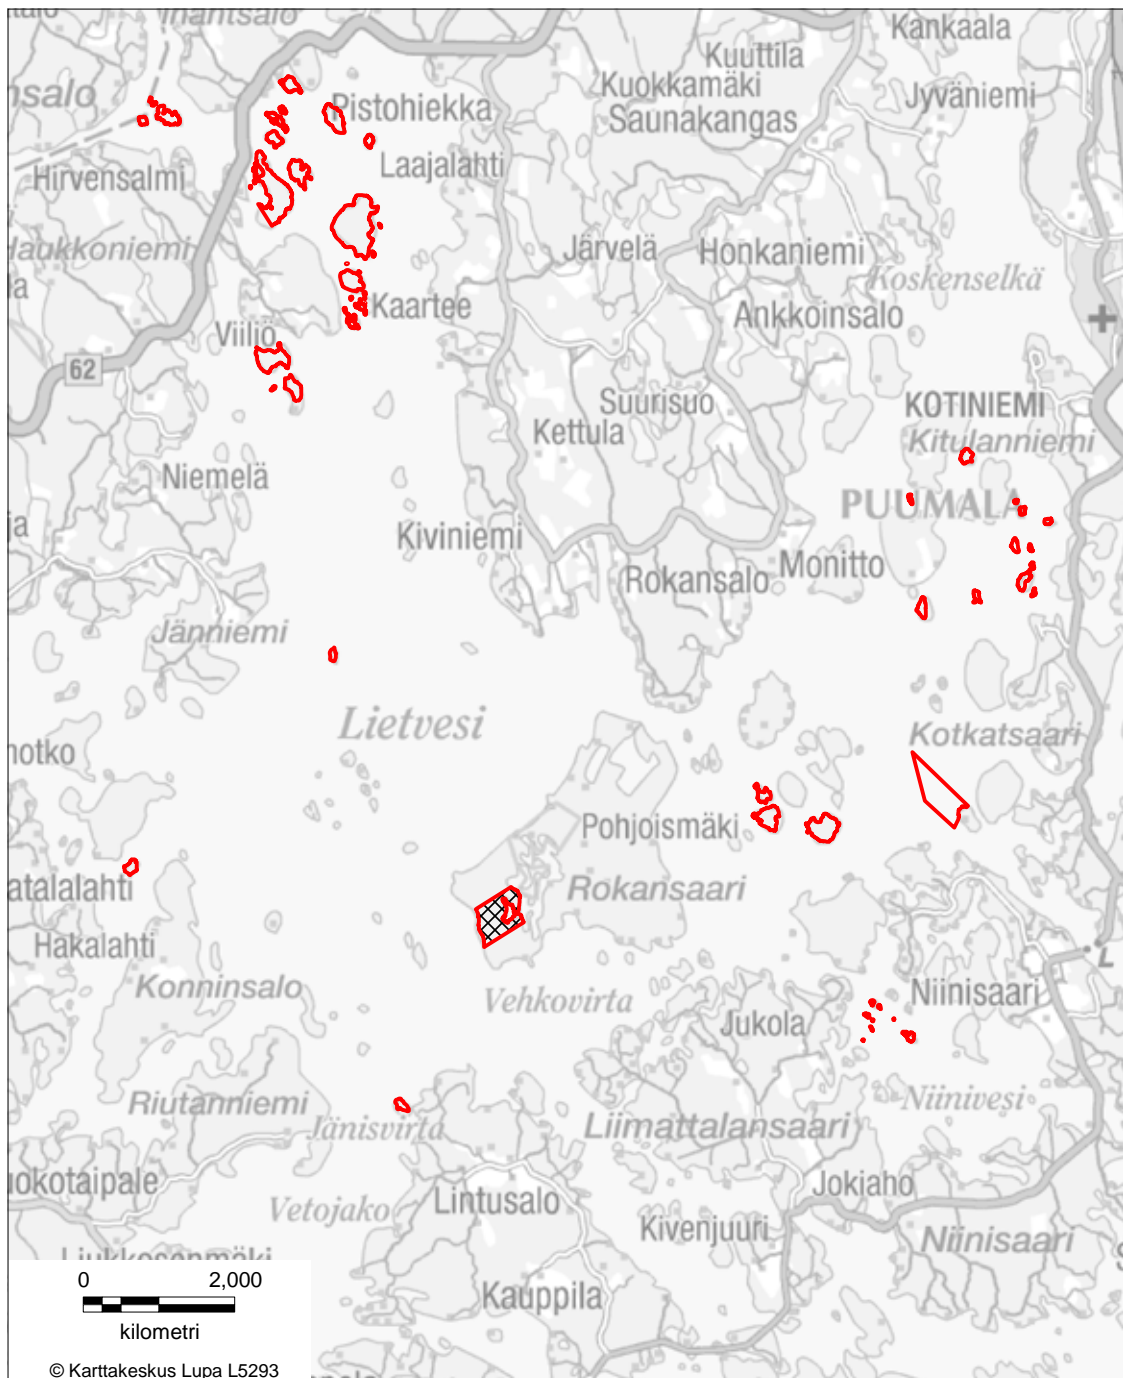 Kankaala
Kuuttila
Kuokkamäki
Jyväniemi
Pistohiekka
Saunakangas
Laajalahti
Hirvensalmi
Järvelä
Honkaniemi
Koskenselkä
Kaartee
Ankkoinsalo
Viiliö
62
Suurisuo
KOTINIEMI
Kettula
Kitulanniemi
Niemelä
PUUMALA
Kiviniemi
Monitto
Rokansalo
Jänniemi
Lietvesi
Kotkatsaari
Pohjoismäki
Rokansaari
Hakalahti
L
Konninsalo
Niinisaari
Vehkovirta
Jukola
Riutanniemi
Niinivesi
Jänisvirta
Liimattalansaari
Jokiaho
Lintusalo
Vetojako
Kivenjuuri
Niinisaari
Liukkosenmäki
0 2,000
Kauppila
kilometri
© Karttakeskus Lupa L5293